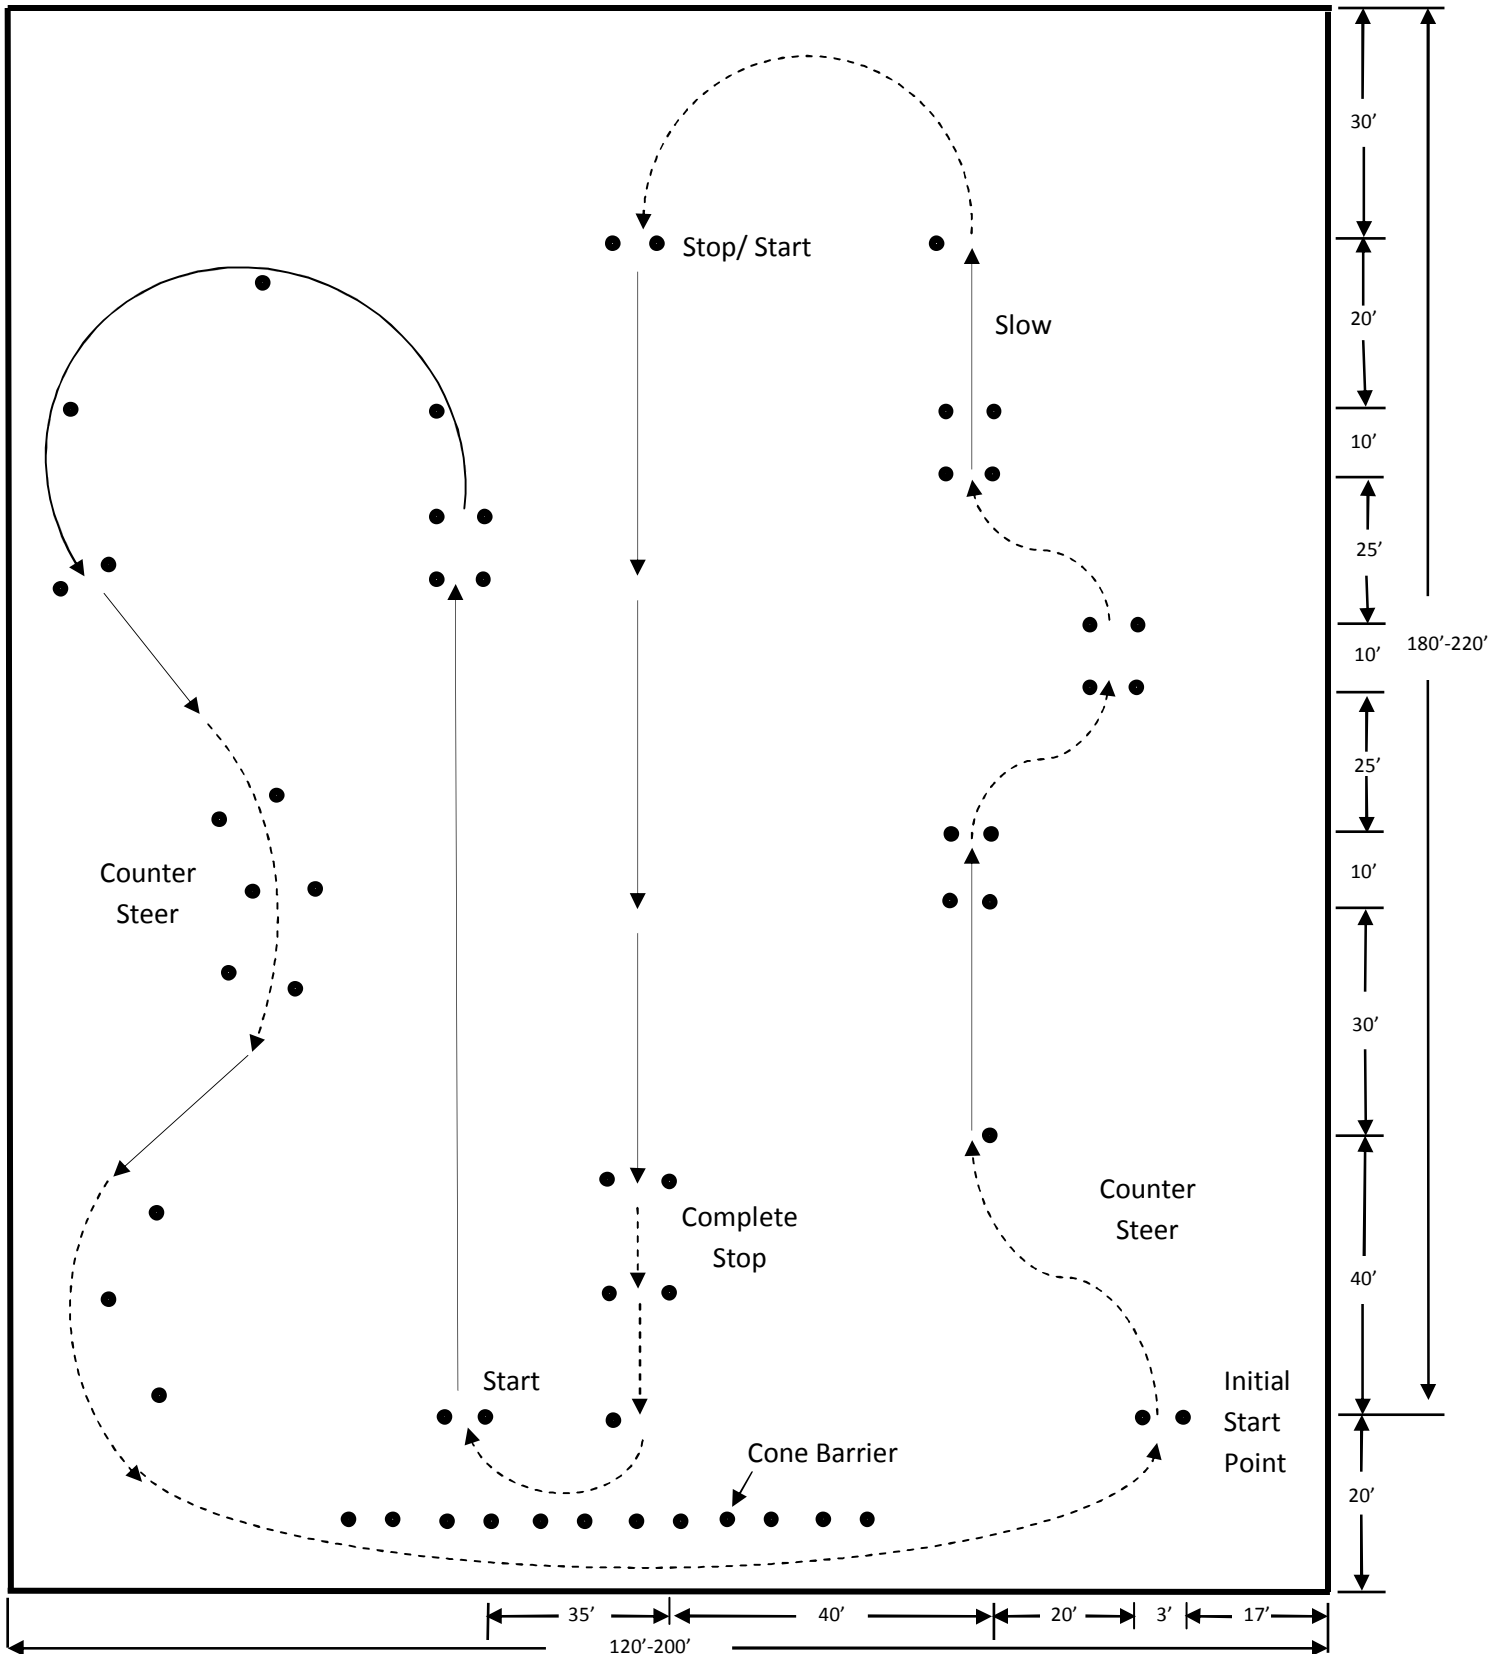 30’
Stop/ Start
20’
Slow
10’
25’
10’
180’-220’
25’
Counter
Steer
10’
30’
Counter
Steer
Complete
Stop
40’
Start
Initial
Start
Point
Cone Barrier
20’
35’
40’
20’
3’
17’
120’-200’